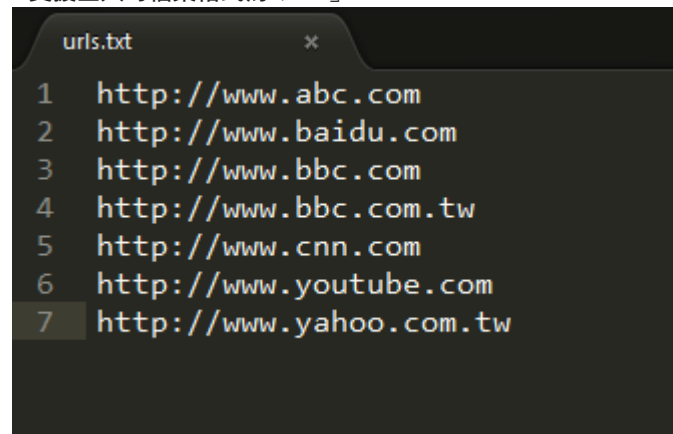 urls.txt
1 http://www.abc.com
2 http://www.baidu.com
3 http://www.bbc.com
4 http://www.bbc.com.tw
5 http://www.cnn.com
6 http://www.youtube.com
7 http://www.yahoo.com.tw